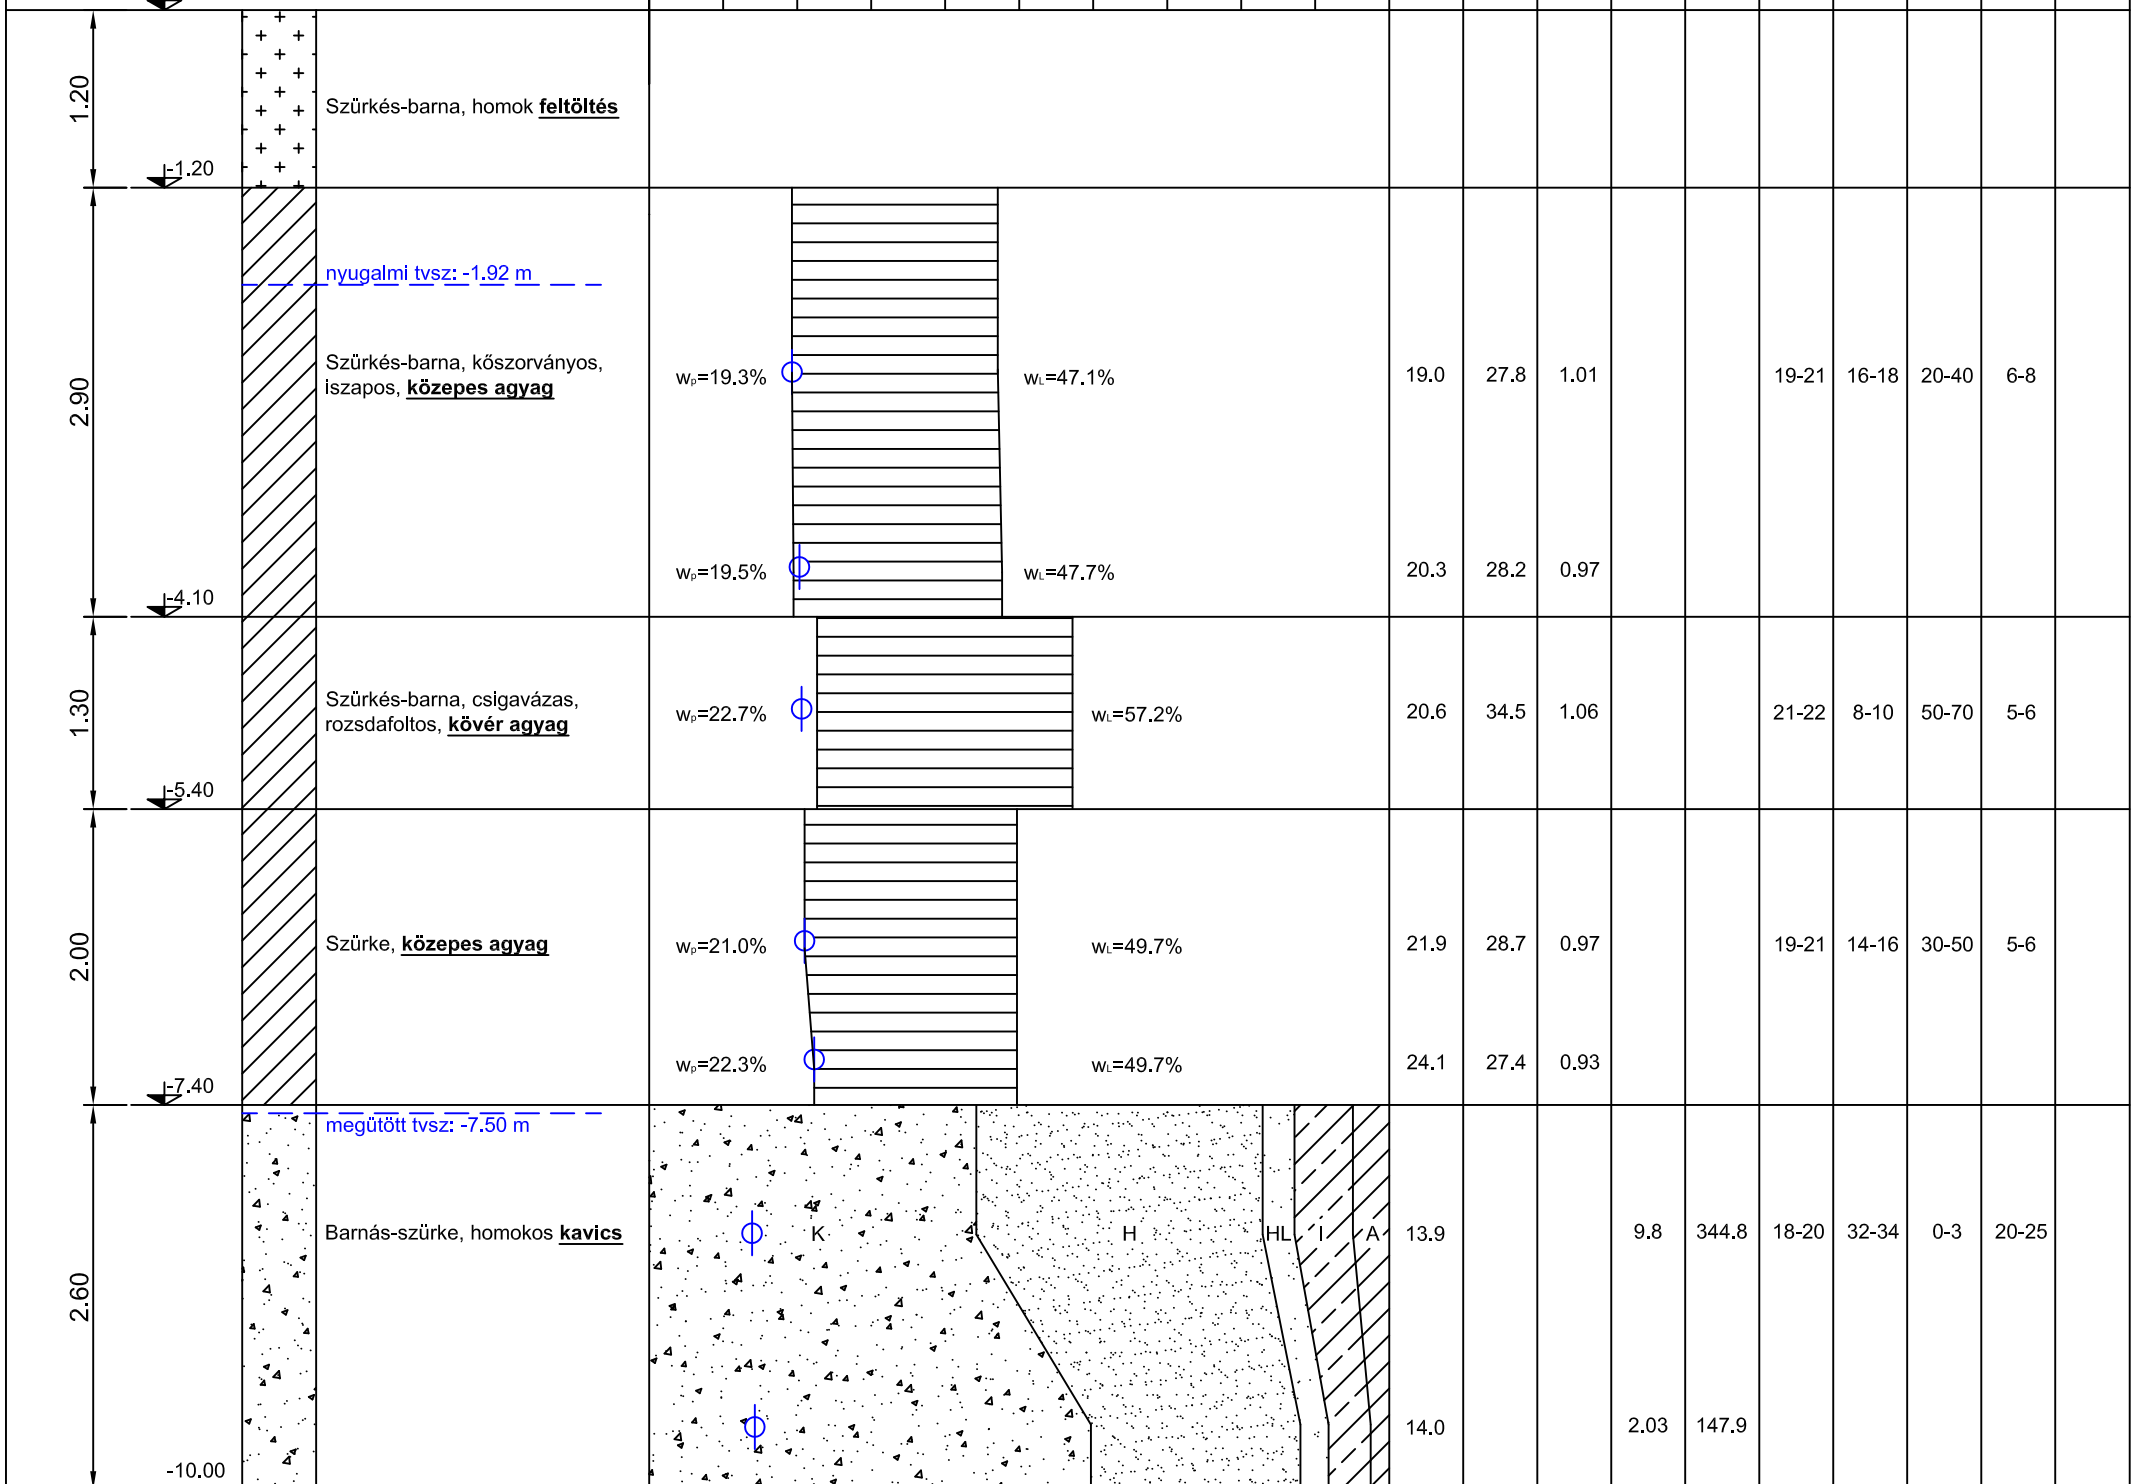 1.20
-1.20
Szürkés-barna, homok feltöltés
2.90
nyugalmi tvsz: -1.92 m
Szürkés-barna, kőszorványos,
iszapos, közepes agyag
wp=19.3%
wL=47.1%
19.0 27.8 1.01 19-21 16-18 20-40 6-8
wp=19.5%
wL=47.7%
20.3 28.2 0.97
-4.10
1.30
Szürkés-barna, csigavázas,
rozsdafoltos, kövér agyag
wp=22.7%
wL=57.2%
20.6 34.5 1.06 21-22 8-10 50-70 5-6
-5.40
2.00
Szürke, közepes agyag
wp=21.0%
wL=49.7%
21.9 28.7 0.97 19-21 14-16 30-50 5-6
wp=22.3%
wL=49.7%
24.1 27.4 0.93
-7.40
megütött tvsz: -7.50 m
2.60
Barnás-szürke, homokos kavics
K H HL I A
13.9 9.8 344.8 18-20 32-34 0-3 20-25
14.0 2.03 147.9
-10.00